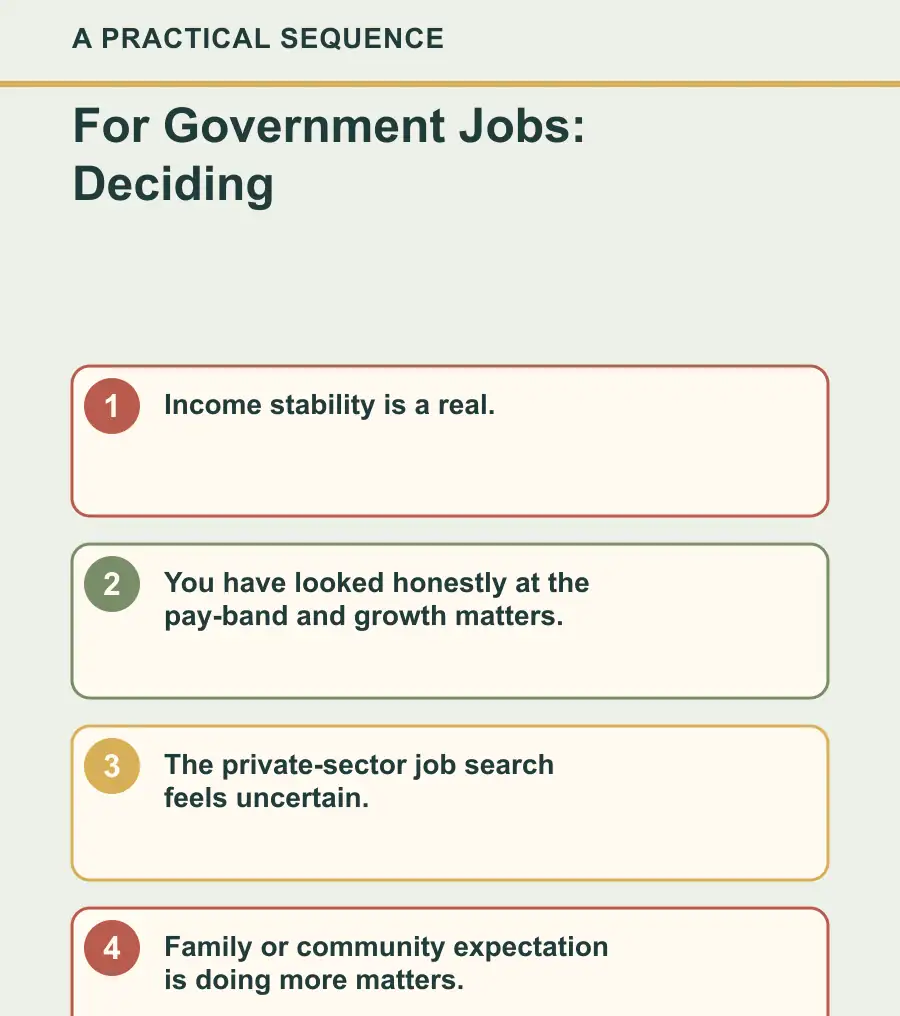 A PRACTICAL SEQUENCE
For Government Jobs:
Deciding
1
Income stability is a real.
2
You have looked honestly at the
pay-band and growth matters.
3
The private-sector job search
feels uncertain.
4
Family or community expectation
is doing more matters.